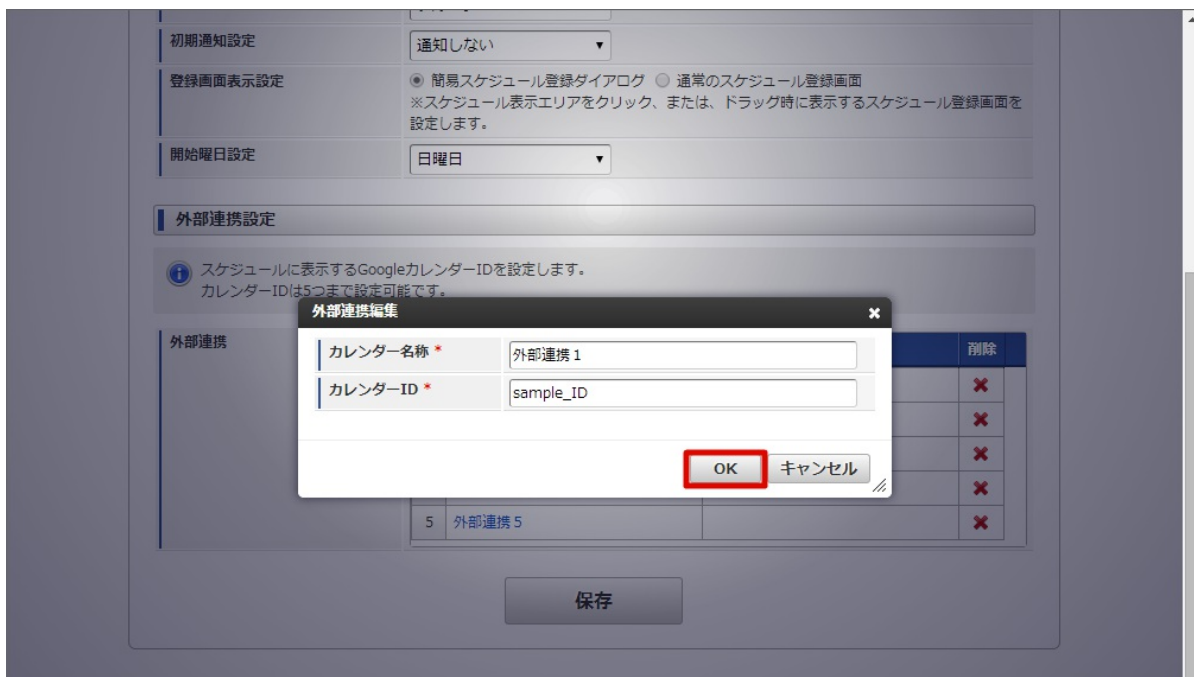 初期通知設定
通知しない
登録画面表示設定
簡易スケジュール登録ダイアログ 通常のスケジュール登録画面
※スケジュール表示エリアをクリック、または、ドラッグ時に表示するスケジュール登録画面を
設定します。
開始曜日設定
日曜日
外部連携設定
スケジュールに表示するGoogleカレンダーIDを設定します。
カレンダーIDは5つまで設定可能です。
外部連携編集
外部連携
削除
カレンダー名称 *
外部連携 1
カレンダーID *
sample_ID
OK
キャンセル
5 外部連携 5
保存